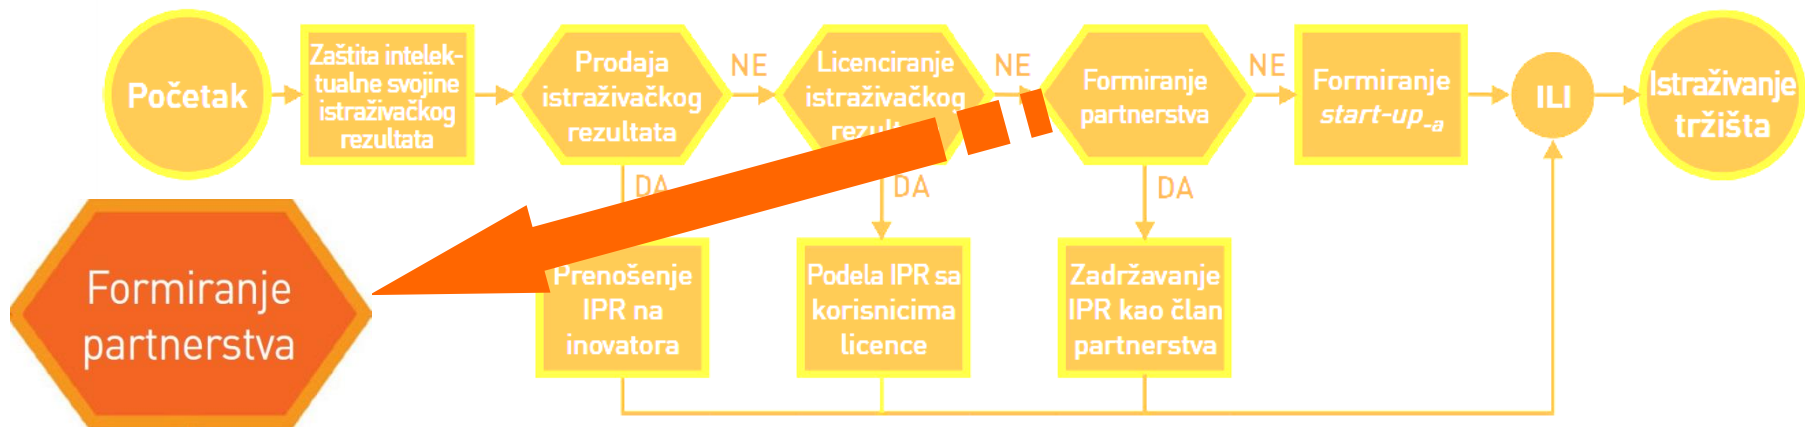 Početak
Zaštita intelek-
tualne svojine
istraživačkog
rezultata
Prodaja
istraživačkog
rezultata
NE
Licenciranje
istraživačkog
NE
Formiranje
partnerstva
NE
Formiranje
start-up-a
ILI
Istraživanje
tržišta
DA
DA
DA
Formiranje
partnerstva
Prenošenje
IPR na
inovatora
Podela IPR sa
korisnicima
licence
Zadržavanje
IPR kao član
partnerstva